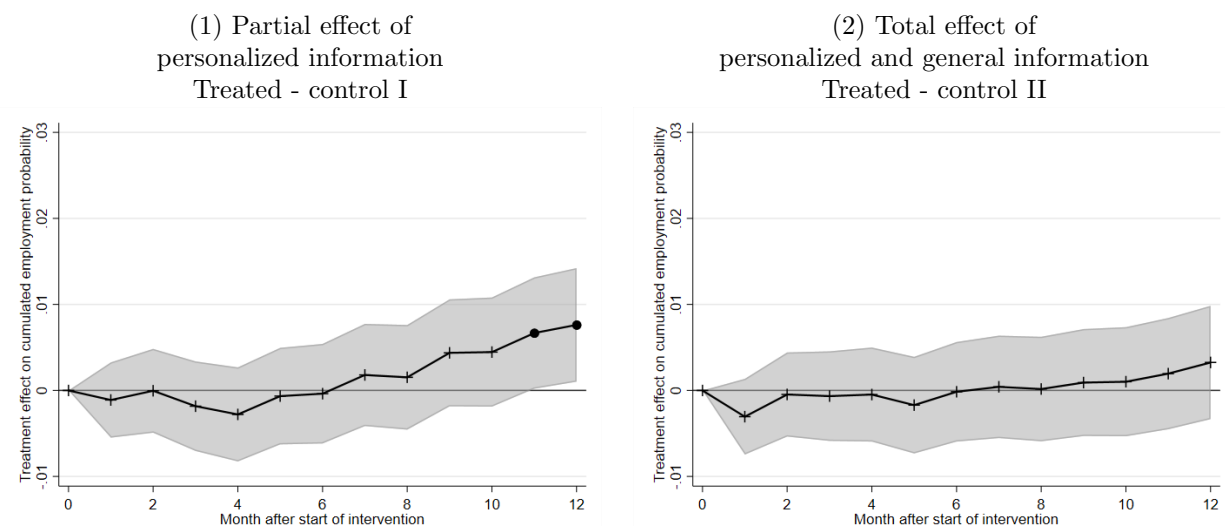 (1) Partial effect of
personalized information
Treated - control I
Treatment effect on cumulated employment probability
.03
.02
.01
0
-.01
0 2 4 6 8 10 12
Month after start of intervention
(2) Total effect of
personalized and general information
Treated - control II
Treatment effect on cumulated employment probability
.03
.02
.01
0
-.01
0 2 4 6 8 10 12
Month after start of intervention